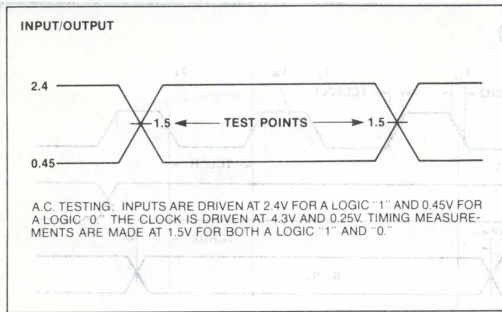 INPUT/OUTPUT
2.4
1.5 TEST POINTS 1.5
0.45
A.C. TESTING: INPUTS ARE DRIVEN AT 2.4V FOR A LOGIC "1" AND 0.45V FOR
A LOGIC "0." THE CLOCK IS DRIVEN AT 4.3V AND 0.25V. TIMING MEASURE-
MENTS ARE MADE AT 1.5V FOR BOTH A LOGIC "1" AND "0."